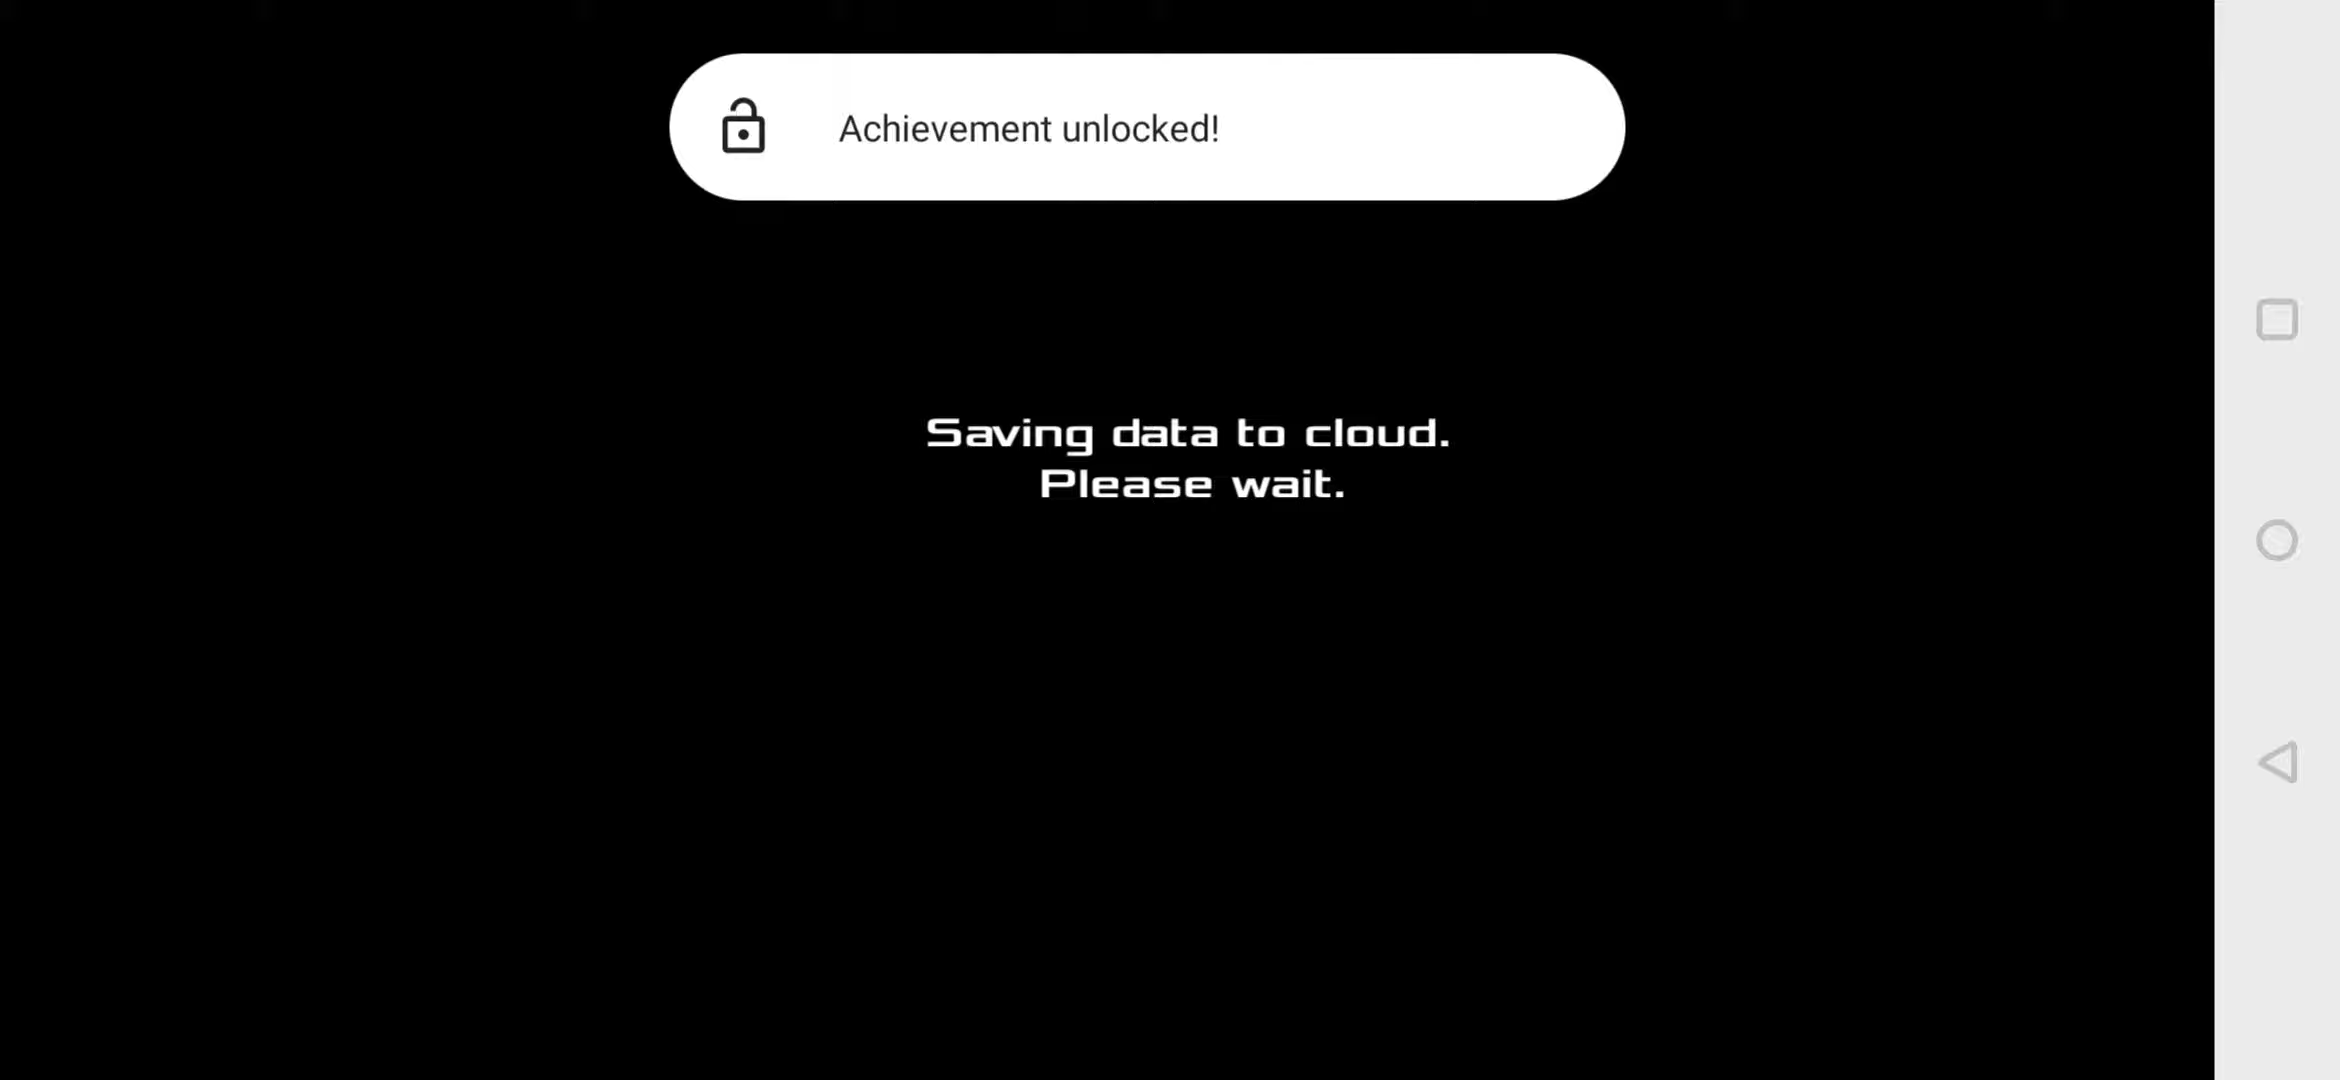 Achievement unlocked!
Saving data to cloud.
Please wait.